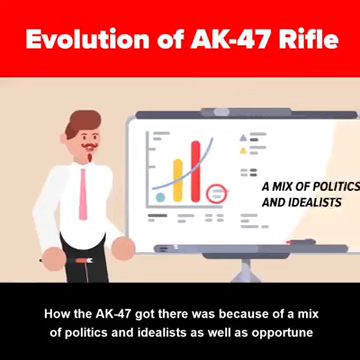 Evolution of AK-47 Rifle
A MIX OF POLITICS
AND IDEALISTS
How the AK-47 got there was because of a mix
of politics and idealists as well as opportune